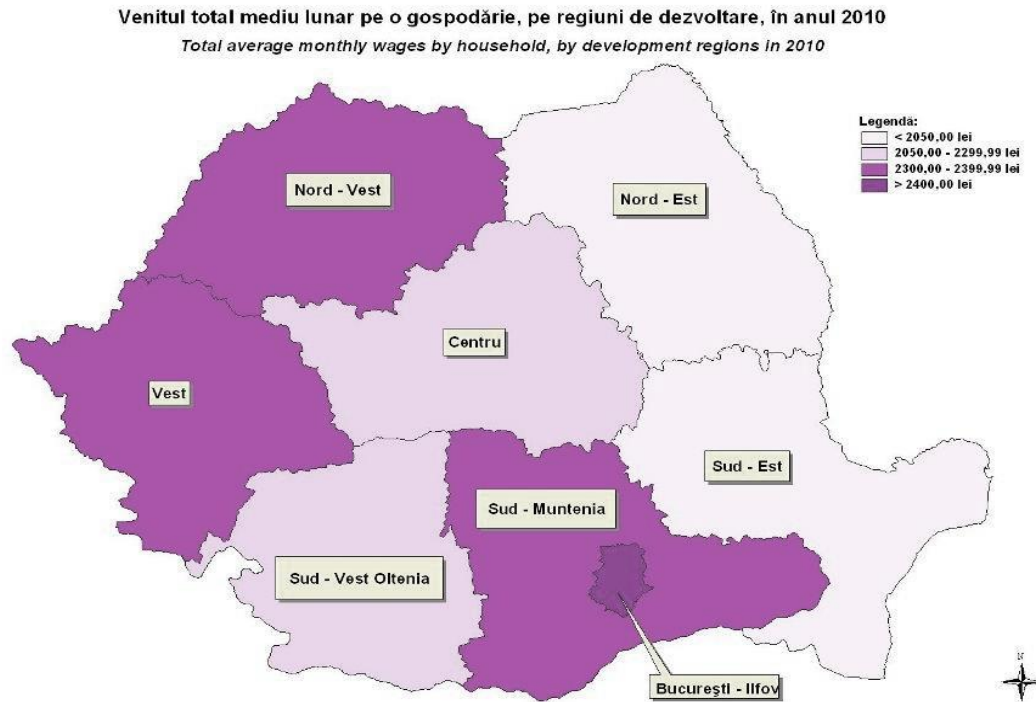 Venitul total mediu lunar pe o gospodărie, pe regiuni de dezvoltare, în anul 2010
Total average monthly wages by household, by development regions in 2010
Legendă:
< 2050,00 lei
2050,00 - 2299,99 lei
2300,00 - 2399,99 lei
> 2400,00 lei
Nord - Vest
Nord - Est
Centru
Vest
Sud - Est
Sud - Muntenia
Sud - Vest Oltenia
Bucureşti - Ilfov
N